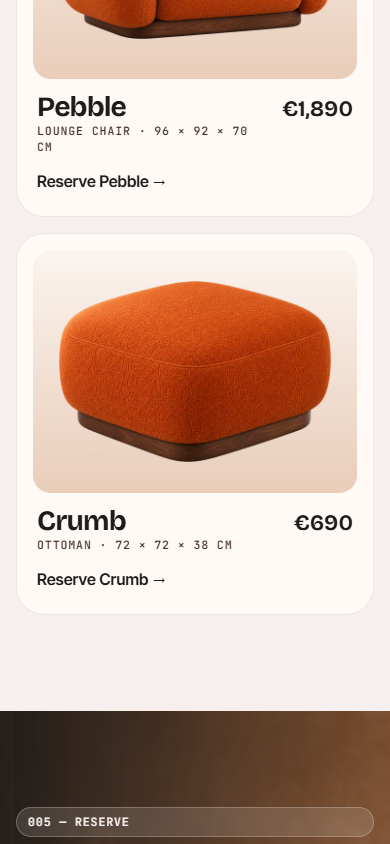 Pebble
€1,890
LOUNGE CHAIR · 96 × 92 × 70
CM
Reserve Pebble →
Crumb
€690
OTTOMAN · 72 × 72 × 38 CM
Reserve Crumb →
005 — RESERVE